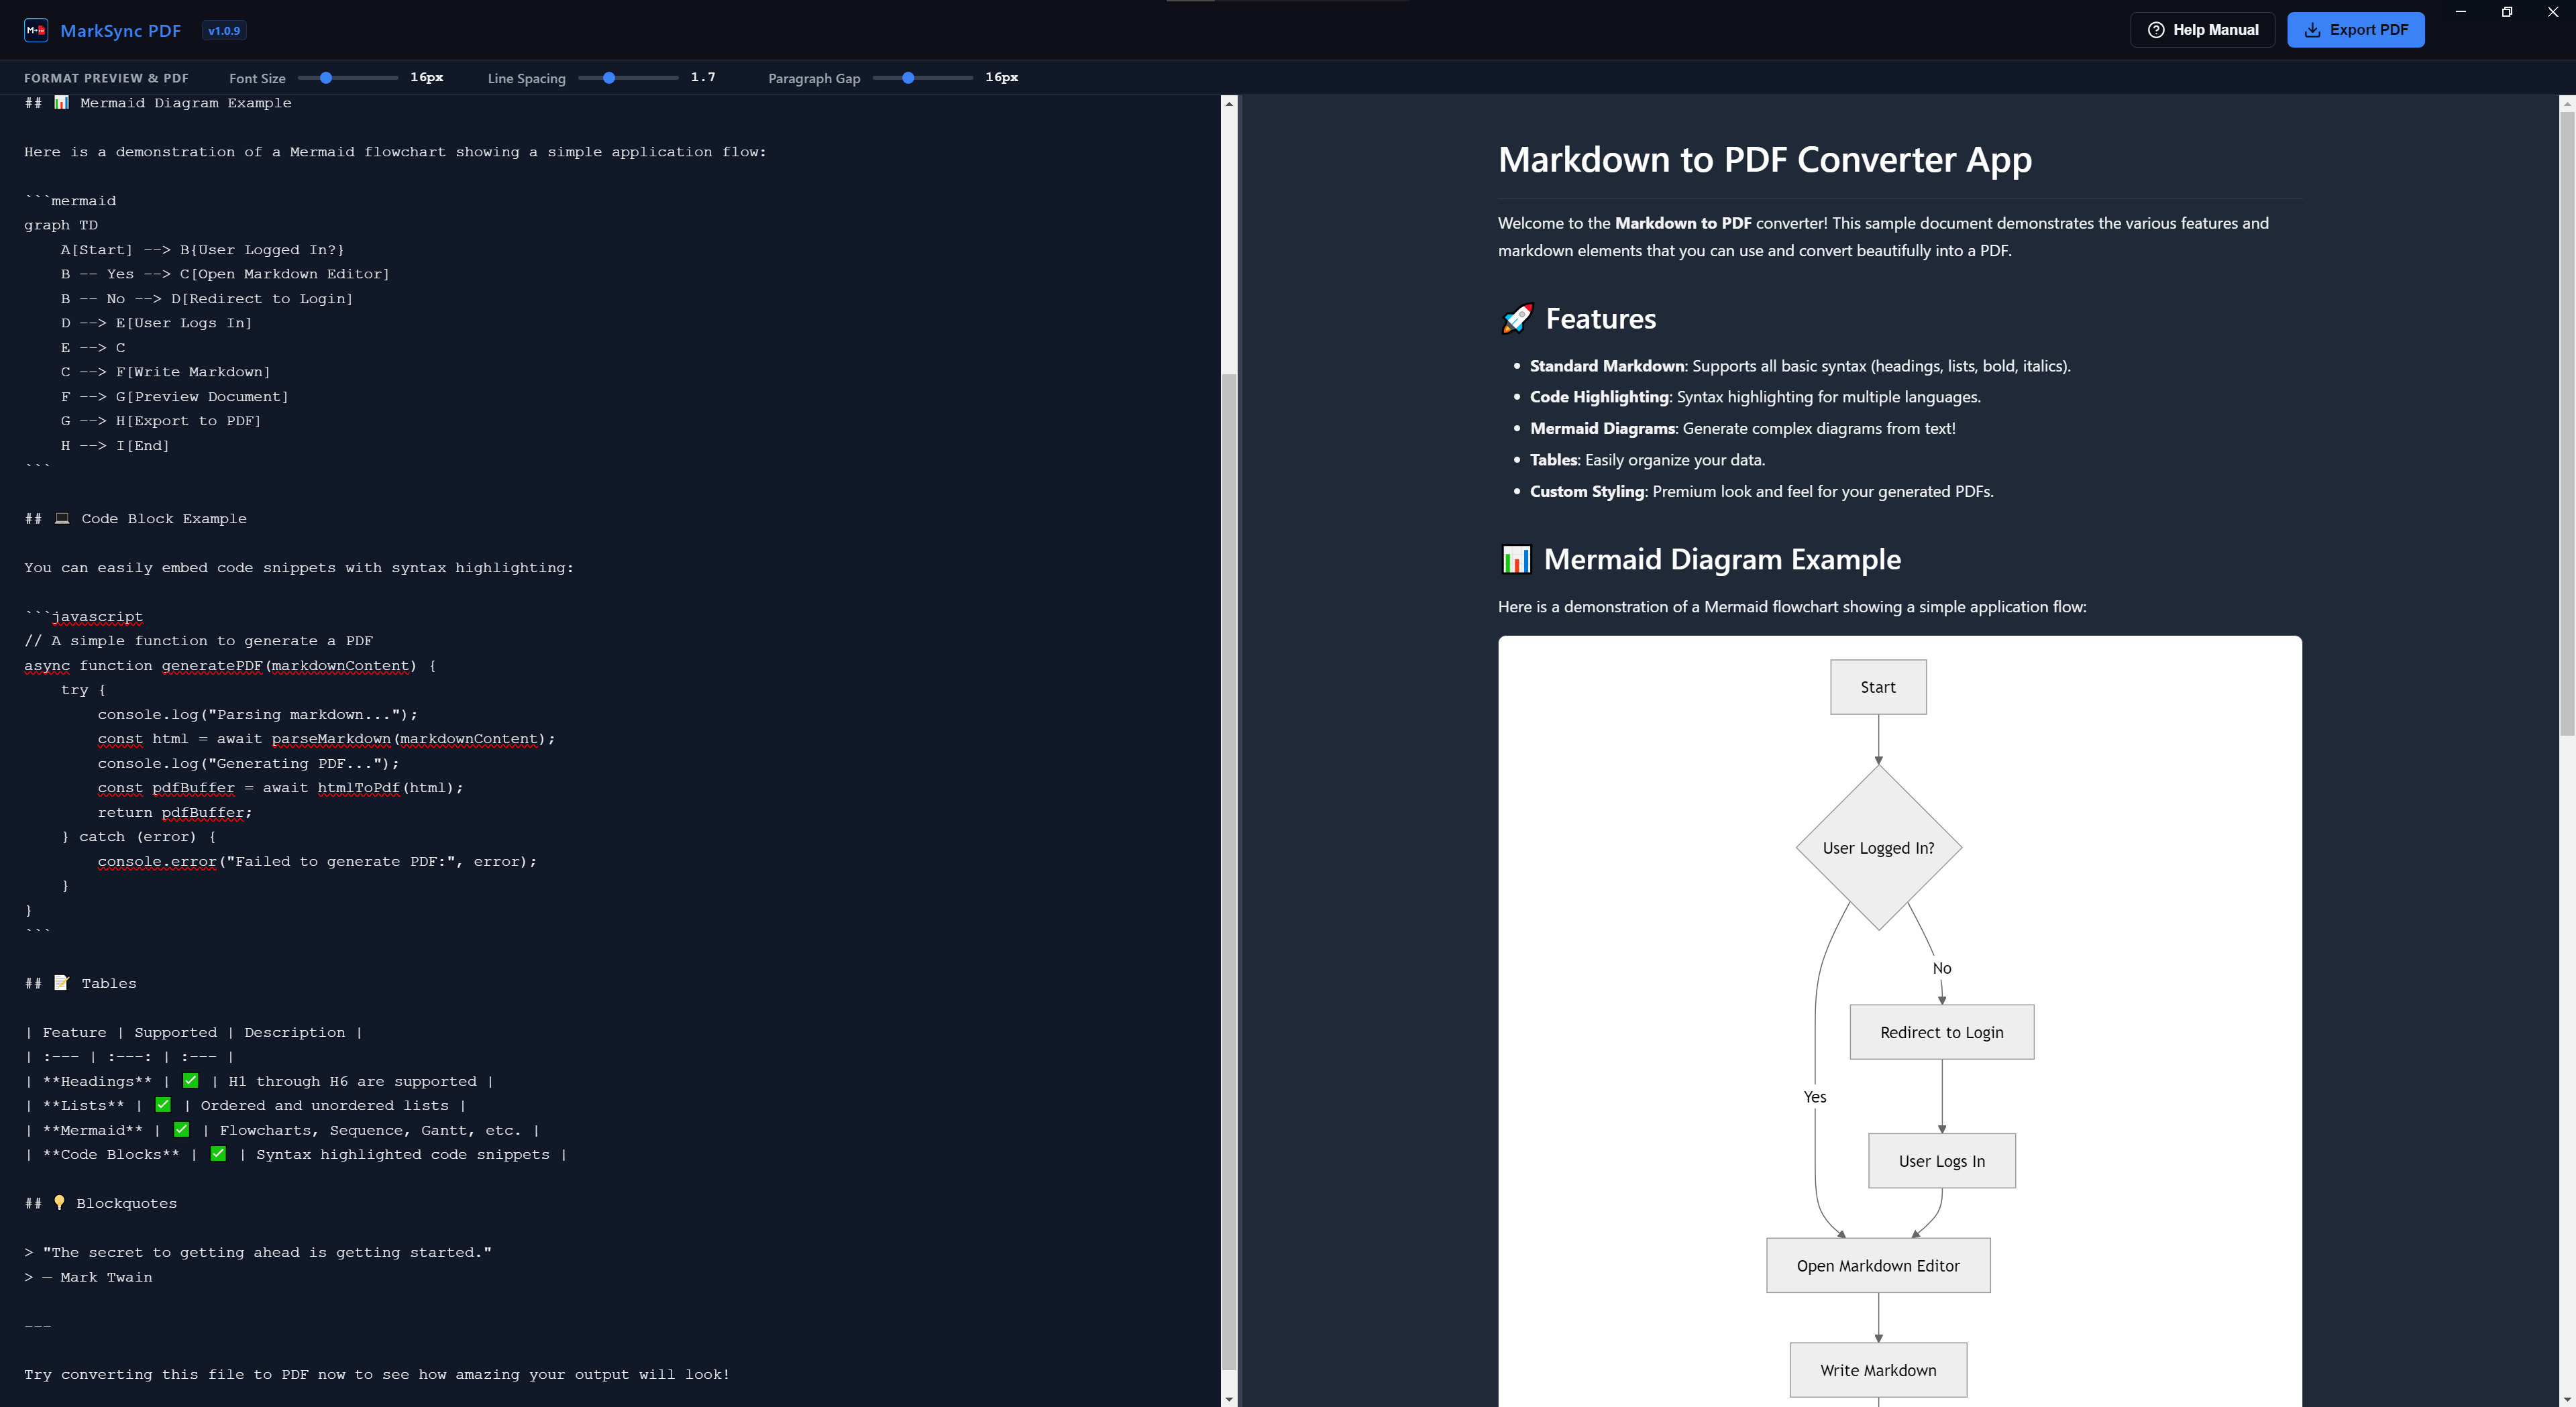 MarkSync PDF v1.0.9
Help Manual
Export PDF
FORMAT PREVIEW & PDF Font Size 16px Line Spacing 1.7 Paragraph Gap 16px
## 📊 Mermaid Diagram Example
Here is a demonstration of a Mermaid flowchart showing a simple application flow:
```mermaid
graph TD
    A[Start] --> B{User Logged In?}
    B -- Yes --> C[Open Markdown Editor]
    B -- No --> D[Redirect to Login]
    D --> E[User Logs In]
    E --> C
    C --> F[Write Markdown]
    F --> G[Preview Document]
    G --> H[Export to PDF]
    H --> I[End]
```
## 💻 Code Block Example
You can easily embed code snippets with syntax highlighting:
```javascript
// A simple function to generate a PDF
async function generatePDF(markdownContent) {
    try {
        console.log("Parsing markdown...");
        const html = await parseMarkdown(markdownContent);
        console.log("Generating PDF...");
        const pdfBuffer = await htmlToPdf(html);
        return pdfBuffer;
    } catch (error) {
        console.error("Failed to generate PDF:", error);
    }
}
```
## 📝 Tables
| Feature | Supported | Description |
| :--- | :---: | :--- |
| **Headings** | ✅ | H1 through H6 are supported |
| **Lists** | ✅ | Ordered and unordered lists |
| **Mermaid** | ✅ | Flowcharts, Sequence, Gantt, etc. |
| **Code Blocks** | ✅ | Syntax highlighted code snippets |
## 💡 Blockquotes
> "The secret to getting ahead is getting started."
> — Mark Twain
---
Try converting this file to PDF now to see how amazing your output will look!
Markdown to PDF Converter App
Welcome to the Markdown to PDF converter! This sample document demonstrates the various features and
markdown elements that you can use and convert beautifully into a PDF.
🚀 Features
• Standard Markdown: Supports all basic syntax (headings, lists, bold, italics).
• Code Highlighting: Syntax highlighting for multiple languages.
• Mermaid Diagrams: Generate complex diagrams from text!
• Tables: Easily organize your data.
• Custom Styling: Premium look and feel for your generated PDFs.
📊 Mermaid Diagram Example
Here is a demonstration of a Mermaid flowchart showing a simple application flow:
Start
User Logged In?
No
Redirect to Login
Yes
User Logs In
Open Markdown Editor
Write Markdown